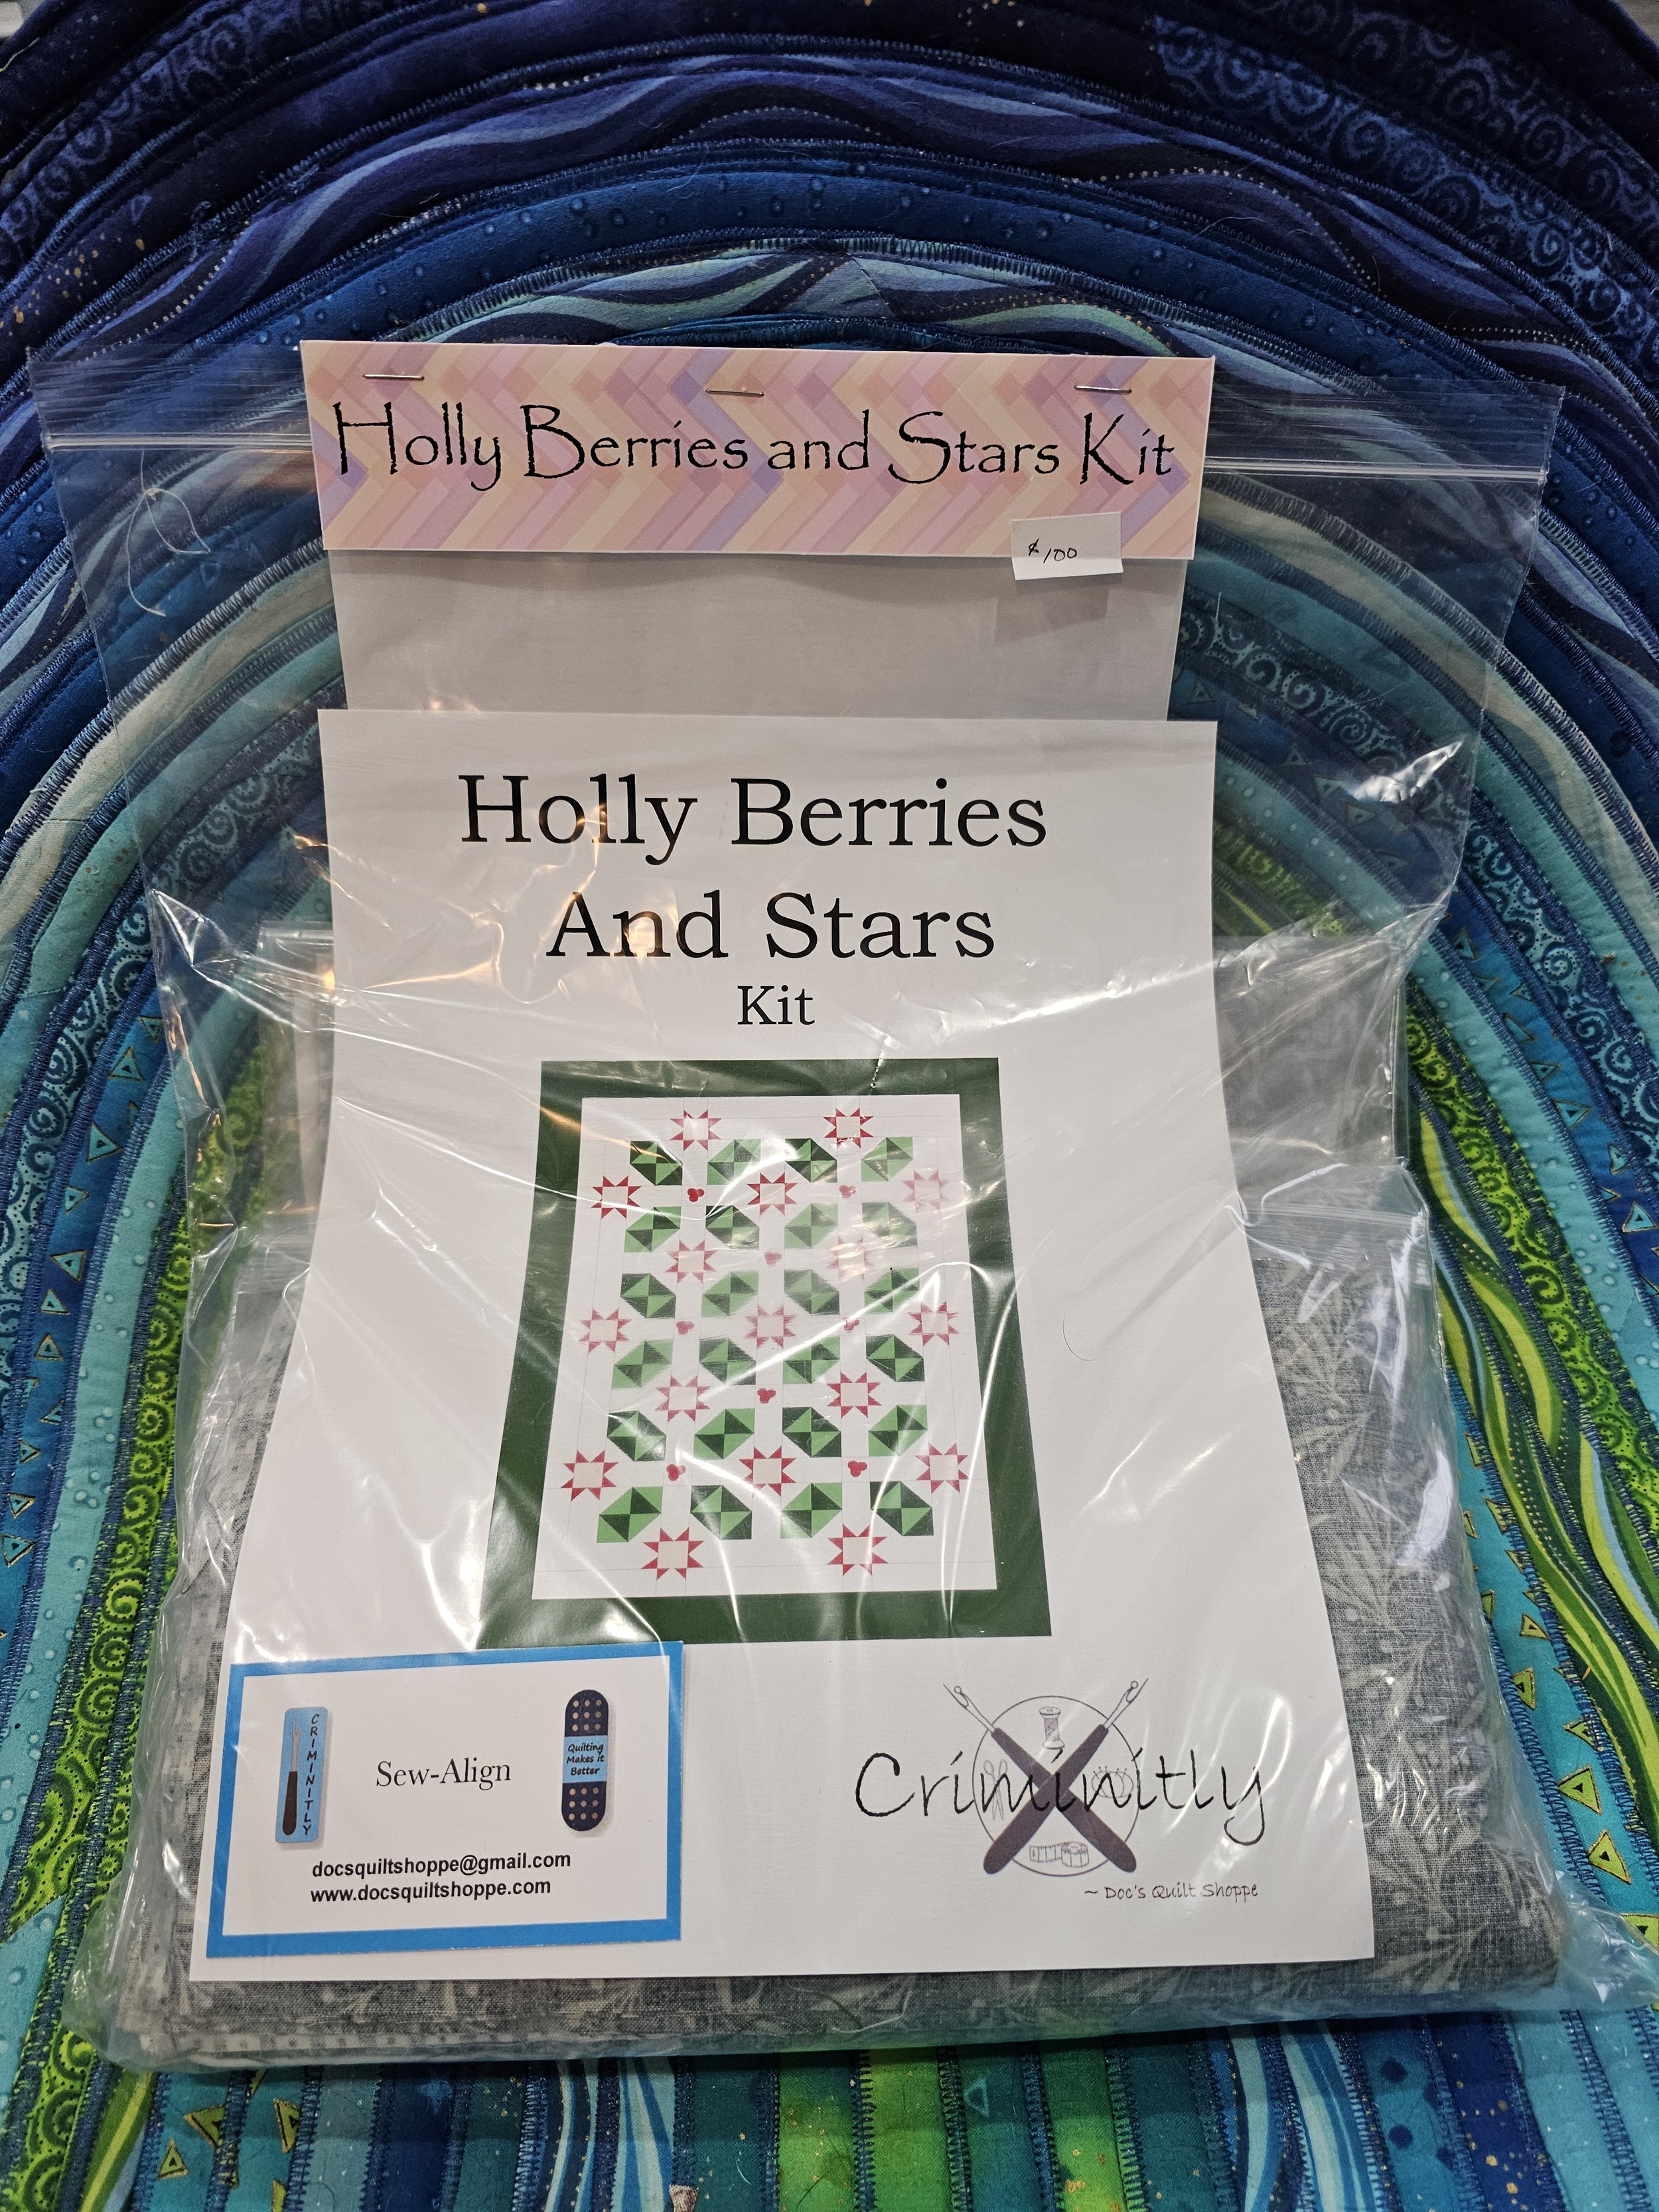 Holly Berries and Stars Kit
$100
Holly Berries
And Stars
Kit
CRIMINITLY
Sew-Align
Quilting
Makes it
Better
docsquiltshoppe@gmail.com
www.docsquiltshoppe.com
Criminitly
~ Doc's Quilt Shoppe